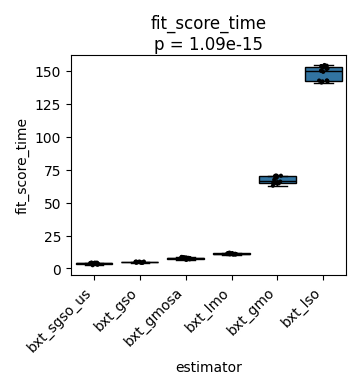 fit_score_time
p = 1.09e-15
fit_score_time
150
125
100
75
50
25
0
bxt_sgso_us
bxt_gso
bxt_gmosa
bxt_lmo
bxt_gmo
bxt_lso
estimator